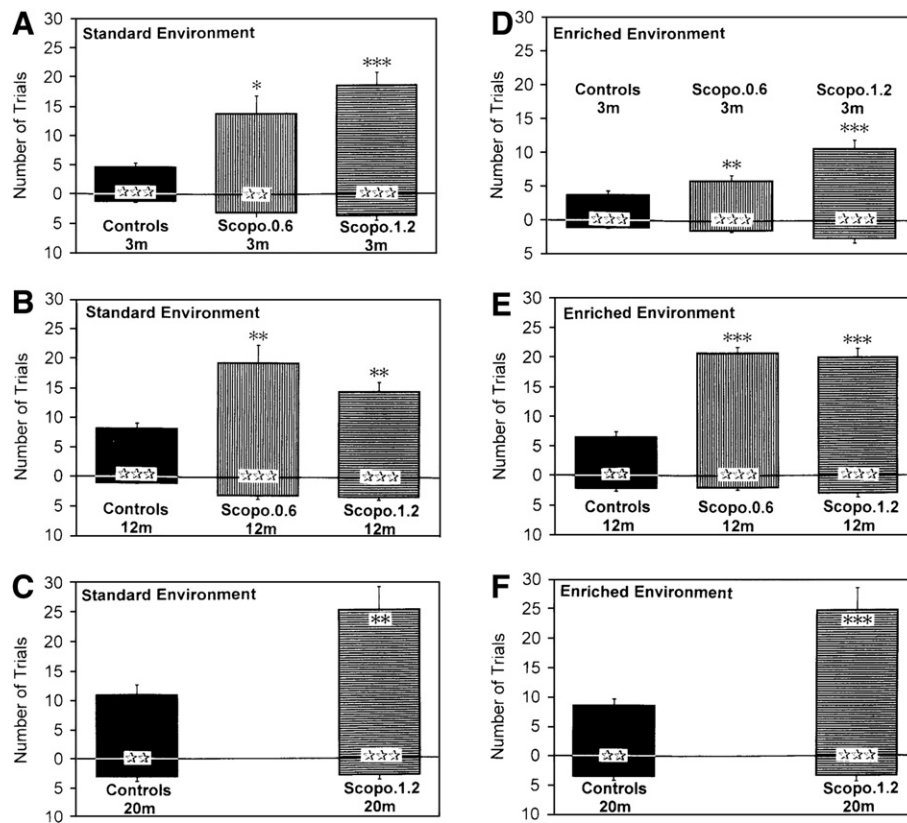 A
Standard Environment
Number of Trials
30
25
20
15
10
5
0
5
10
*
***
☆☆☆
☆☆
☆☆☆
Controls
3m
Scopo.0.6
3m
Scopo.1.2
3m
D
Enriched Environment
Number of Trials
30
25
20
15
10
5
0
5
Controls
3m
Scopo.0.6
3m
Scopo.1.2
3m
**
***
☆☆☆
☆☆☆
☆☆☆
B
Standard Environment
Number of Trials
30
25
20
15
10
5
0
5
10
**
**
☆☆☆
☆☆☆
☆☆☆
Controls
12m
Scopo.0.6
12m
Scopo.1.2
12m
E
Enriched Environment
Number of Trials
30
25
20
15
10
5
0
5
10
***
***
☆☆
☆☆☆
☆☆☆
Controls
12m
Scopo.0.6
12m
Scopo.1.2
12m
C
Standard Environment
Number of Trials
30
25
20
15
10
5
0
5
10
**
☆☆
☆☆☆
Controls
20m
Scopo.1.2
20m
F
Enriched Environment
Number of Trials
30
25
20
15
10
5
0
5
10
***
☆☆
☆☆☆
Controls
20m
Scopo.1.2
20m